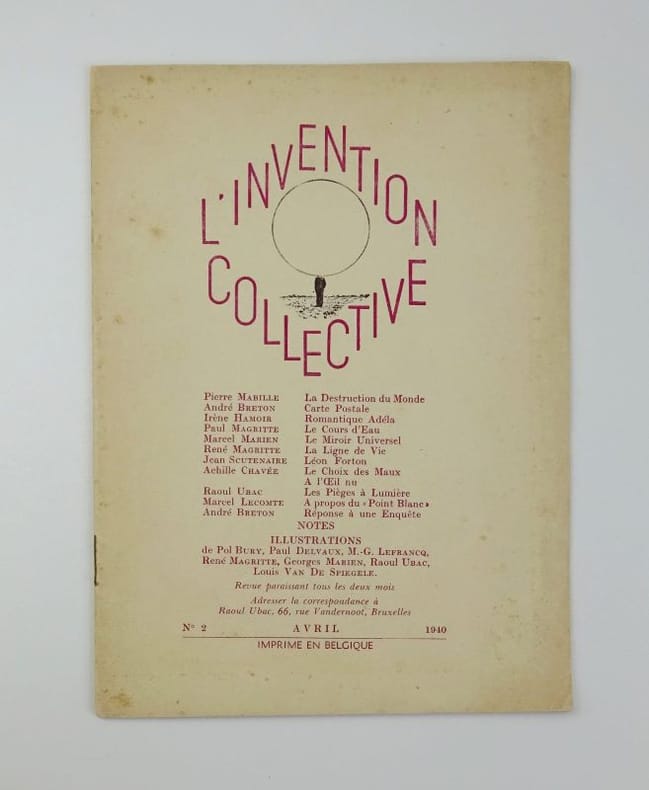 L'INVENTION
COLLECTIVE
Pierre MABILLE La Destruction du Monde
André BRETON Carte Postale
Irène HAMOIR Romantique Adéla
Paul MAGRITTE Le Cours d'Eau
Marcel MARIEN Le Miroir Universel
René MAGRITTE La Ligne de Vie
Jean SCUTENAIRE Léon Forton
Achille CHAVÉE Le Choix des Maux
A l'Œil nu
Raoul UBAC Les Pièges à Lumière
Marcel LECOMTE A propos du «Point Blanc»
André BRETON Réponse à une Enquête
NOTES
ILLUSTRATIONS
de Pol BURY, Paul DELVAUX, M.-G. LEFRANCQ,
René MAGRITTE, Georges MARIEN, Raoul UBAC,
Louis VAN DE SPIEGELE.
Revue paraissant tous les deux mois
Adresser la correspondance à
Raoul Ubac, 66, rue Vandernoot, Bruxelles
N° 2 AVRIL 1940
IMPRIME EN BELGIQUE